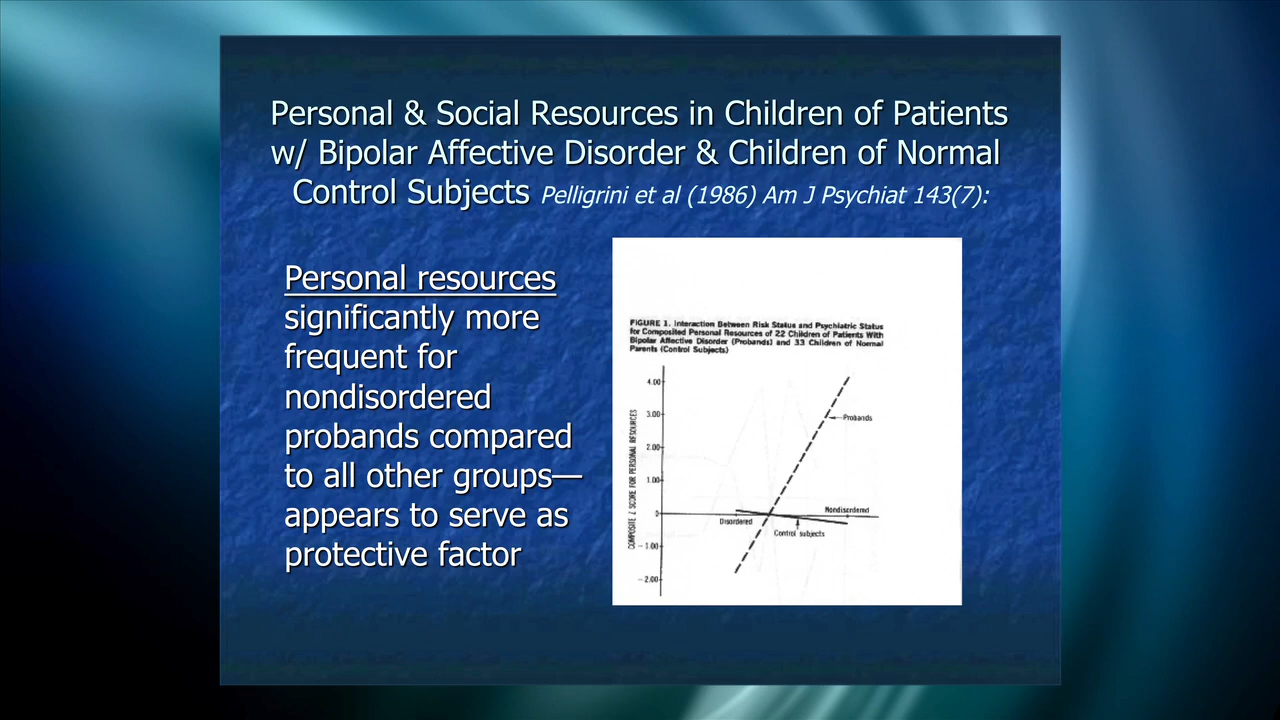 Personal & Social Resources in Children of Patients
w/ Bipolar Affective Disorder & Children of Normal
Control Subjects Pelligrini et al (1986) Am J Psychiat 143(7):
Personal resources
significantly more
frequent for
nondisordered
probands compared
to all other groups—
appears to serve as
protective factor
FIGURE 1. Interaction Between Risk Status and Psychiatric Status
for Composited Personal Resources of 22 Children of Patients With
Bipolar Affective Disorder (Probands) and 33 Children of Normal
Parents (Control Subjects)
COMPOSITE Z SCORE FOR PERSONAL RESOURCES
4.00
3.00
2.00
1.00
0
-1.00
-2.00
Probands
Nondisordered
Disordered
Control subjects